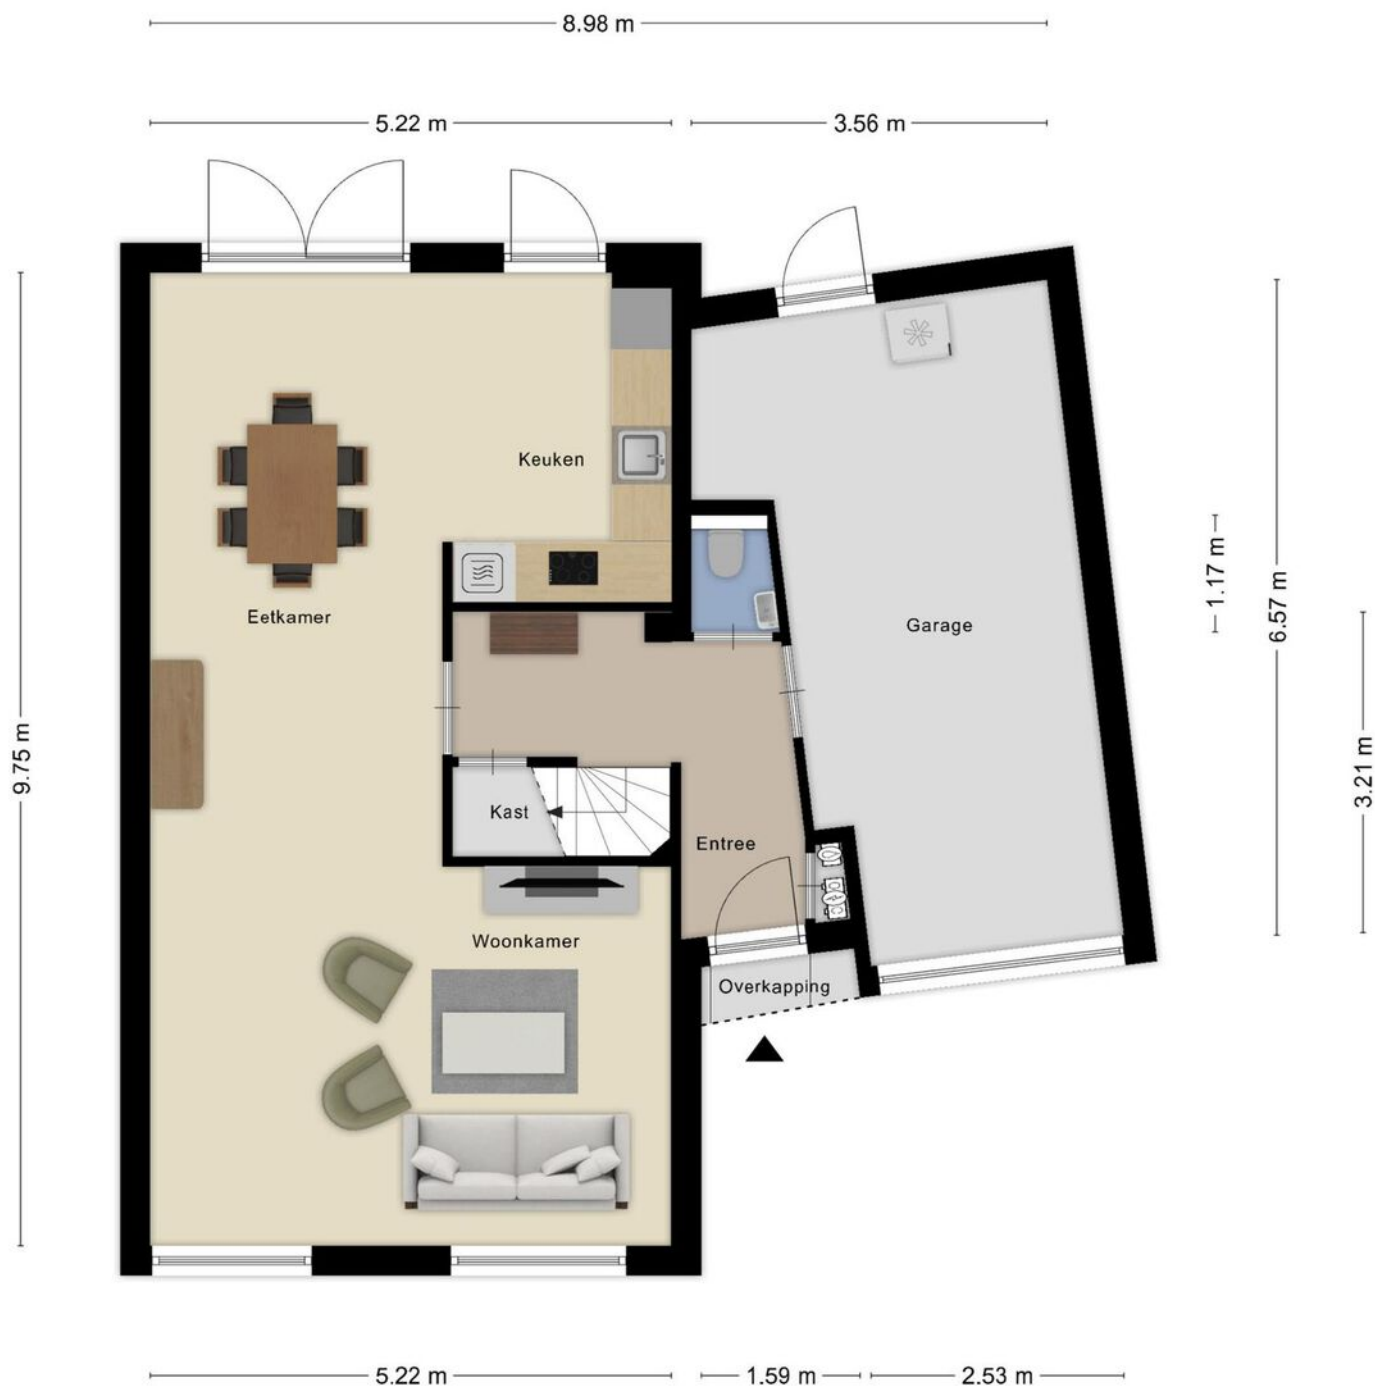 8.98 m
5.22 m
3.56 m
Keuken
Eetkamer
Garage
1.17 m
6.57 m
9.75 m
3.21 m
Kast
Entree
Woonkamer
Overkapping
5.22 m
1.59 m
2.53 m